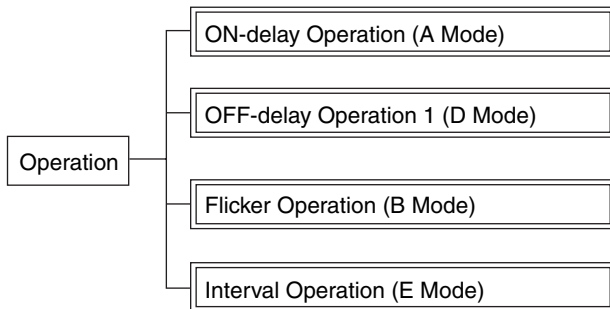 ON-delay Operation (A Mode)
OFF-delay Operation 1 (D Mode)
Operation
Flicker Operation (B Mode)
Interval Operation (E Mode)